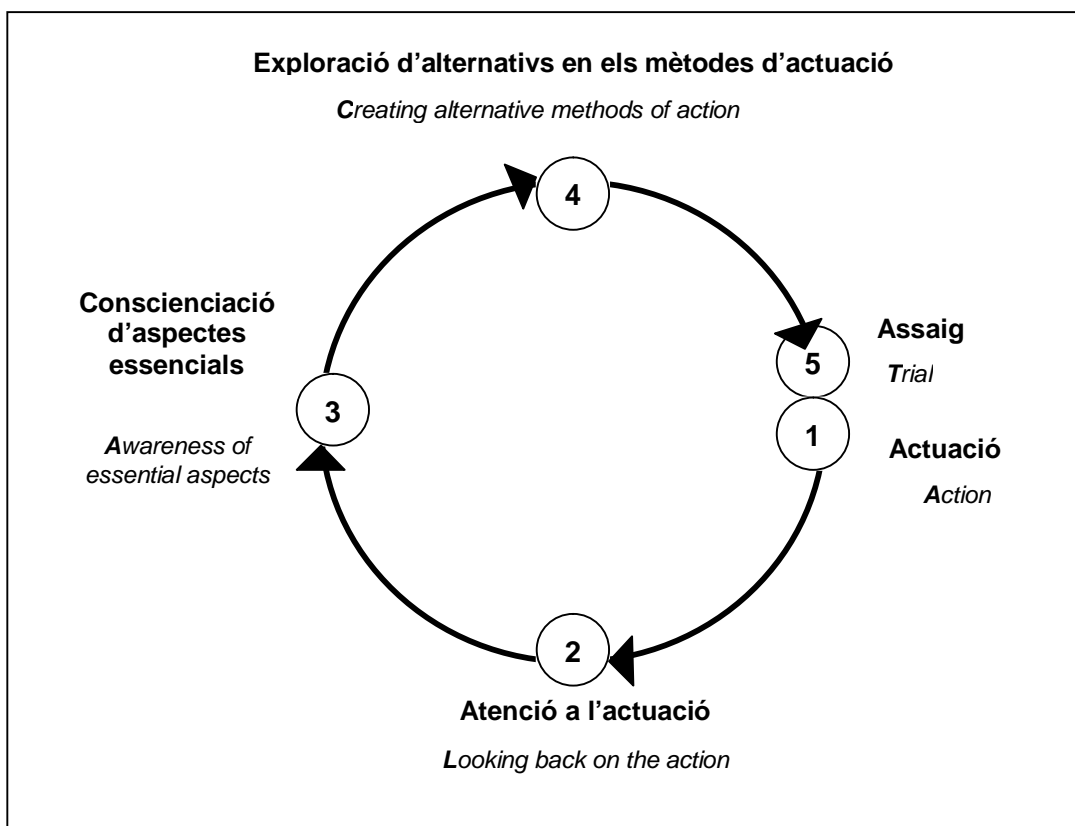 Exploració d’alternativs en els mètodes d’actuació
Creating alternative methods of action
4
Conscienciació
d’aspectes
essencials
3
Awareness of
essential aspects
Assaig
5
Trial
1
Actuació
Action
2
Atenció a l’actuació
Looking back on the action